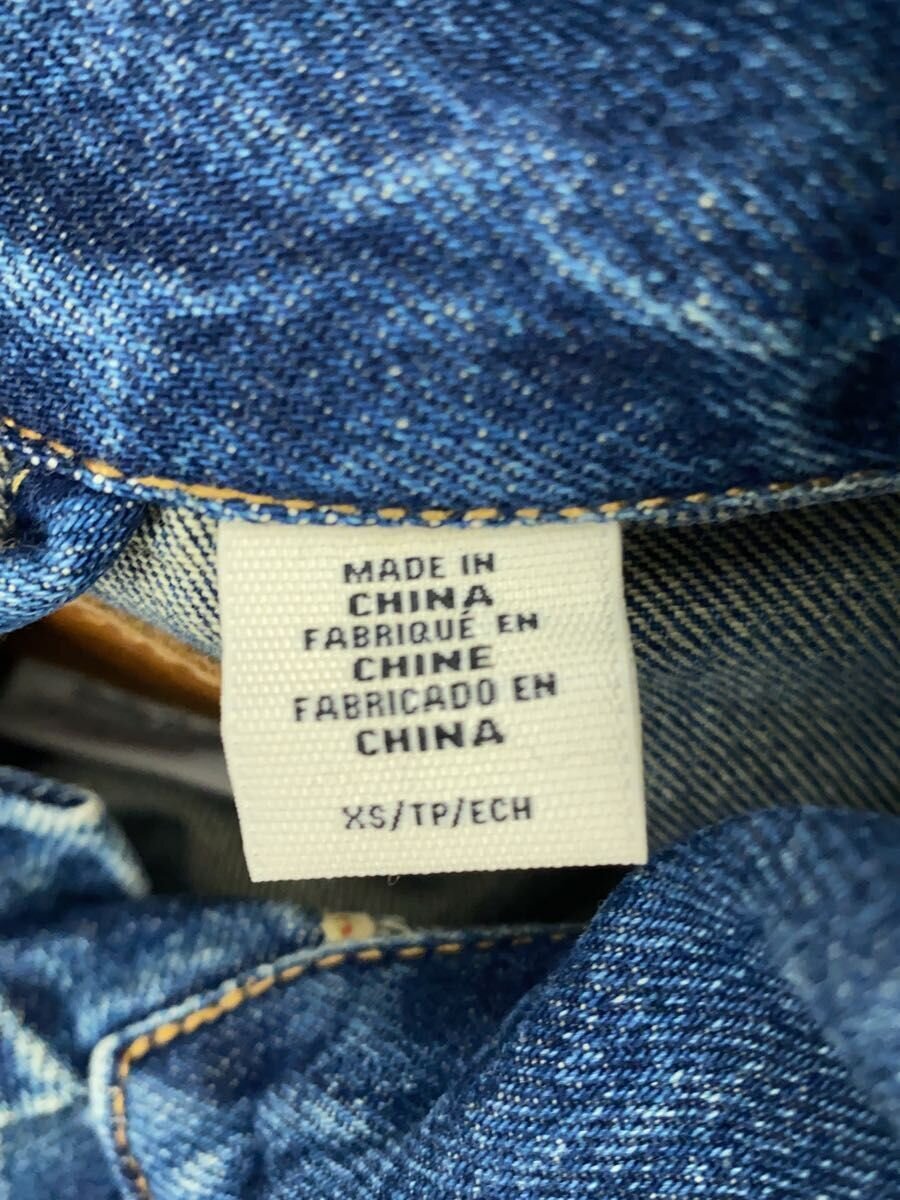 MADE IN
CHINA
FABRIQUÉ EN
CHINE
FABRICADO EN
CHINA
XS/TP/ECH